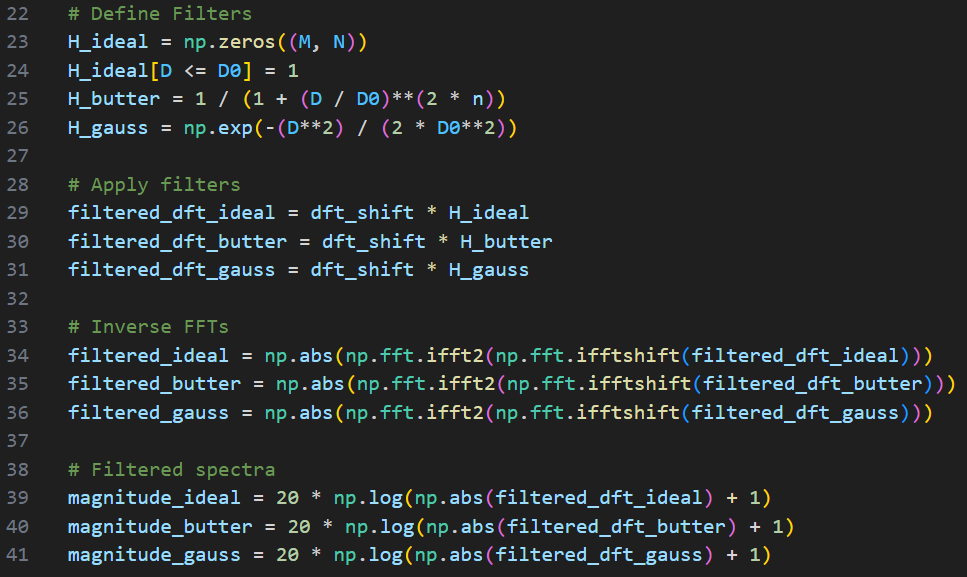 22 # Define Filters
23 H_ideal = np.zeros((M, N))
24 H_ideal[D <= D0] = 1
25 H_butter = 1 / (1 + (D / D0)**(2 * n))
26 H_gauss = np.exp(-(D**2) / (2 * D0**2))
27
28 # Apply filters
29 filtered_dft_ideal = dft_shift * H_ideal
30 filtered_dft_butter = dft_shift * H_butter
31 filtered_dft_gauss = dft_shift * H_gauss
32
33 # Inverse FFTs
34 filtered_ideal = np.abs(np.fft.ifft2(np.fft.ifftshift(filtered_dft_ideal)))
35 filtered_butter = np.abs(np.fft.ifft2(np.fft.ifftshift(filtered_dft_butter)))
36 filtered_gauss = np.abs(np.fft.ifft2(np.fft.ifftshift(filtered_dft_gauss)))
37
38 # Filtered spectra
39 magnitude_ideal = 20 * np.log(np.abs(filtered_dft_ideal) + 1)
40 magnitude_butter = 20 * np.log(np.abs(filtered_dft_butter) + 1)
41 magnitude_gauss = 20 * np.log(np.abs(filtered_dft_gauss) + 1)